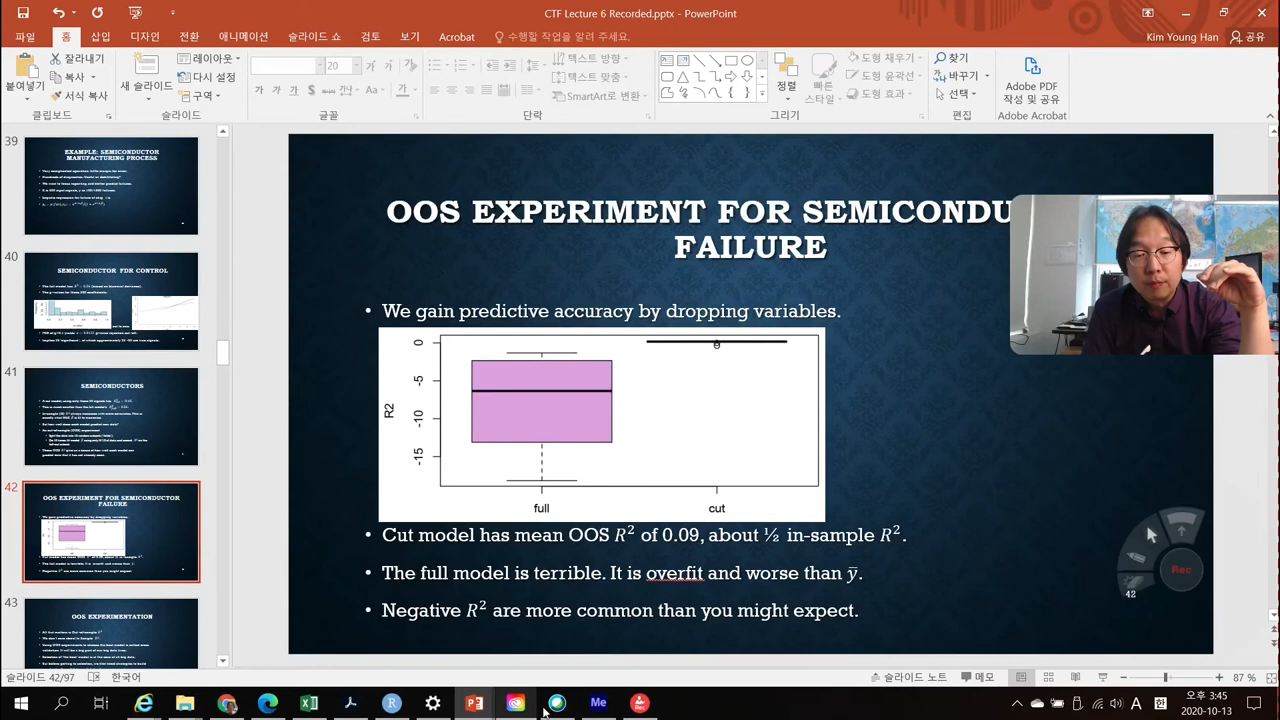 CTF Lecture 6 Recorded.pptx - PowerPoint
파일 홈 삽입 디자인 전환 애니메이션 슬라이드 쇼 검토 보기 Acrobat 수행할 작업을 알려 주세요.
Kim Young Han 공유
붙여넣기
잘라내기
복사
서식 복사
클립보드
새 슬라이드
레이아웃
다시 설정
구역
슬라이드
20
글꼴
텍스트 방향
텍스트 맞춤
SmartArt로 변환
단락
정렬
빠른 스타일
도형 채우기
도형 윤곽선
도형 효과
그리기
찾기
바꾸기
선택
편집
Adobe PDF
작성 및 공유
Adobe Acrobat
39
EXAMPLE: SEMICONDUCTOR
MANUFACTURING PROCESS
40
SEMICONDUCTOR FDR CONTROL
41
SEMICONDUCTORS
42
OOS EXPERIMENT FOR SEMICONDUCTOR
FAILURE
43
OOS EXPERIMENTATION
OOS EXPERIMENT FOR SEMICONDU
FAILURE
• We gain predictive accuracy by dropping variables.
R2
0
-5
-10
-15
full cut
• Cut model has mean OOS R² of 0.09, about ½ in-sample R².
• The full model is terrible. It is overfit and worse than ȳ.
• Negative R² are more common than you might expect.
Rec
42
슬라이드 42/97 한국어
슬라이드 노트 메모
87 %
오후 3:45
2020-10-13